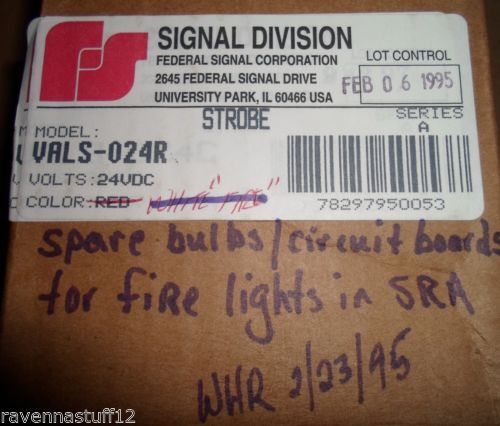 SIGNAL DIVISION
FEDERAL SIGNAL CORPORATION
2645 FEDERAL SIGNAL DRIVE
UNIVERSITY PARK, IL 60466 USA
LOT CONTROL
FEB 06 1995
STROBE
SERIES
A
MODEL:
VALS-024R
VOLTS: 24VDC
COLOR: RED WHITE "FIRE"
78297950053
spare bulbs/circuit boards
for fire lights in SRA
WHR 2/23/95
ravennastuff12